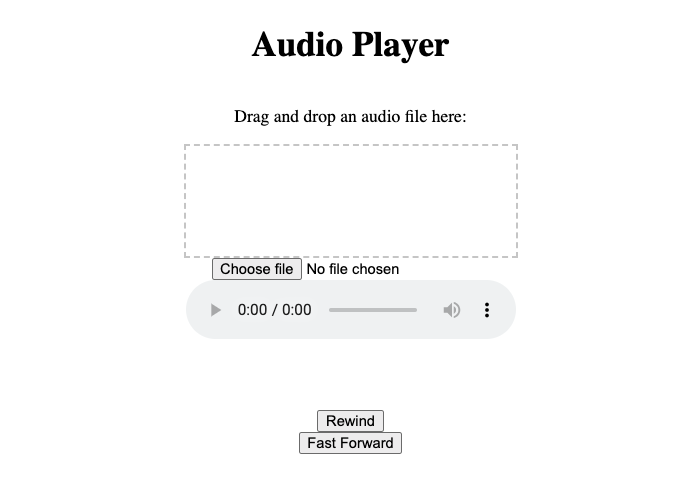 Audio Player
Drag and drop an audio file here:
Choose file No file chosen
0:00 / 0:00
Rewind
Fast Forward